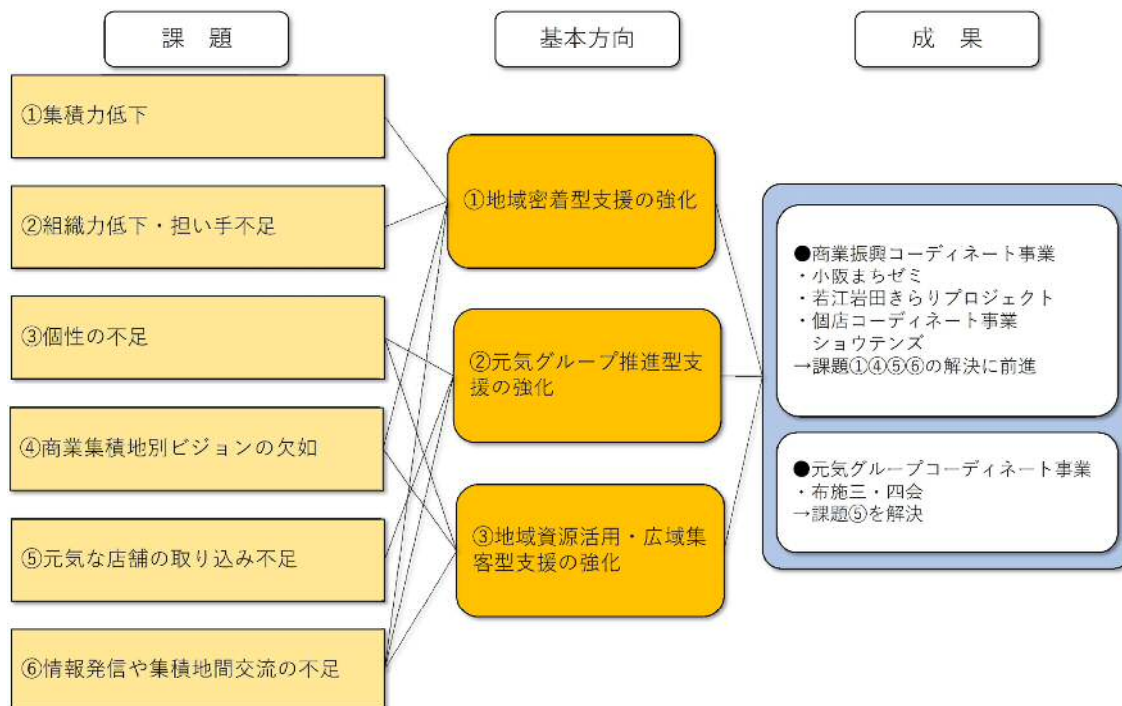 課 題
基本方向
成 果
①集積力低下
②組織力低下・担い手不足
③個性の不足
④商業集積地別ビジョンの欠如
⑤元気な店舗の取り込み不足
⑥情報発信や集積地間交流の不足
①地域密着型支援の強化
②元気グループ推進型支
援の強化
③地域資源活用・広域集
客型支援の強化
●商業振興コーディネート事業
・小阪まちゼミ
・若江岩田きらりプロジェクト
・個店コーディネート事業
ショウテンズ
→課題①④⑤⑥の解決に前進
●元気グループコーディネート事業
・布施三・四会
→課題⑤を解決